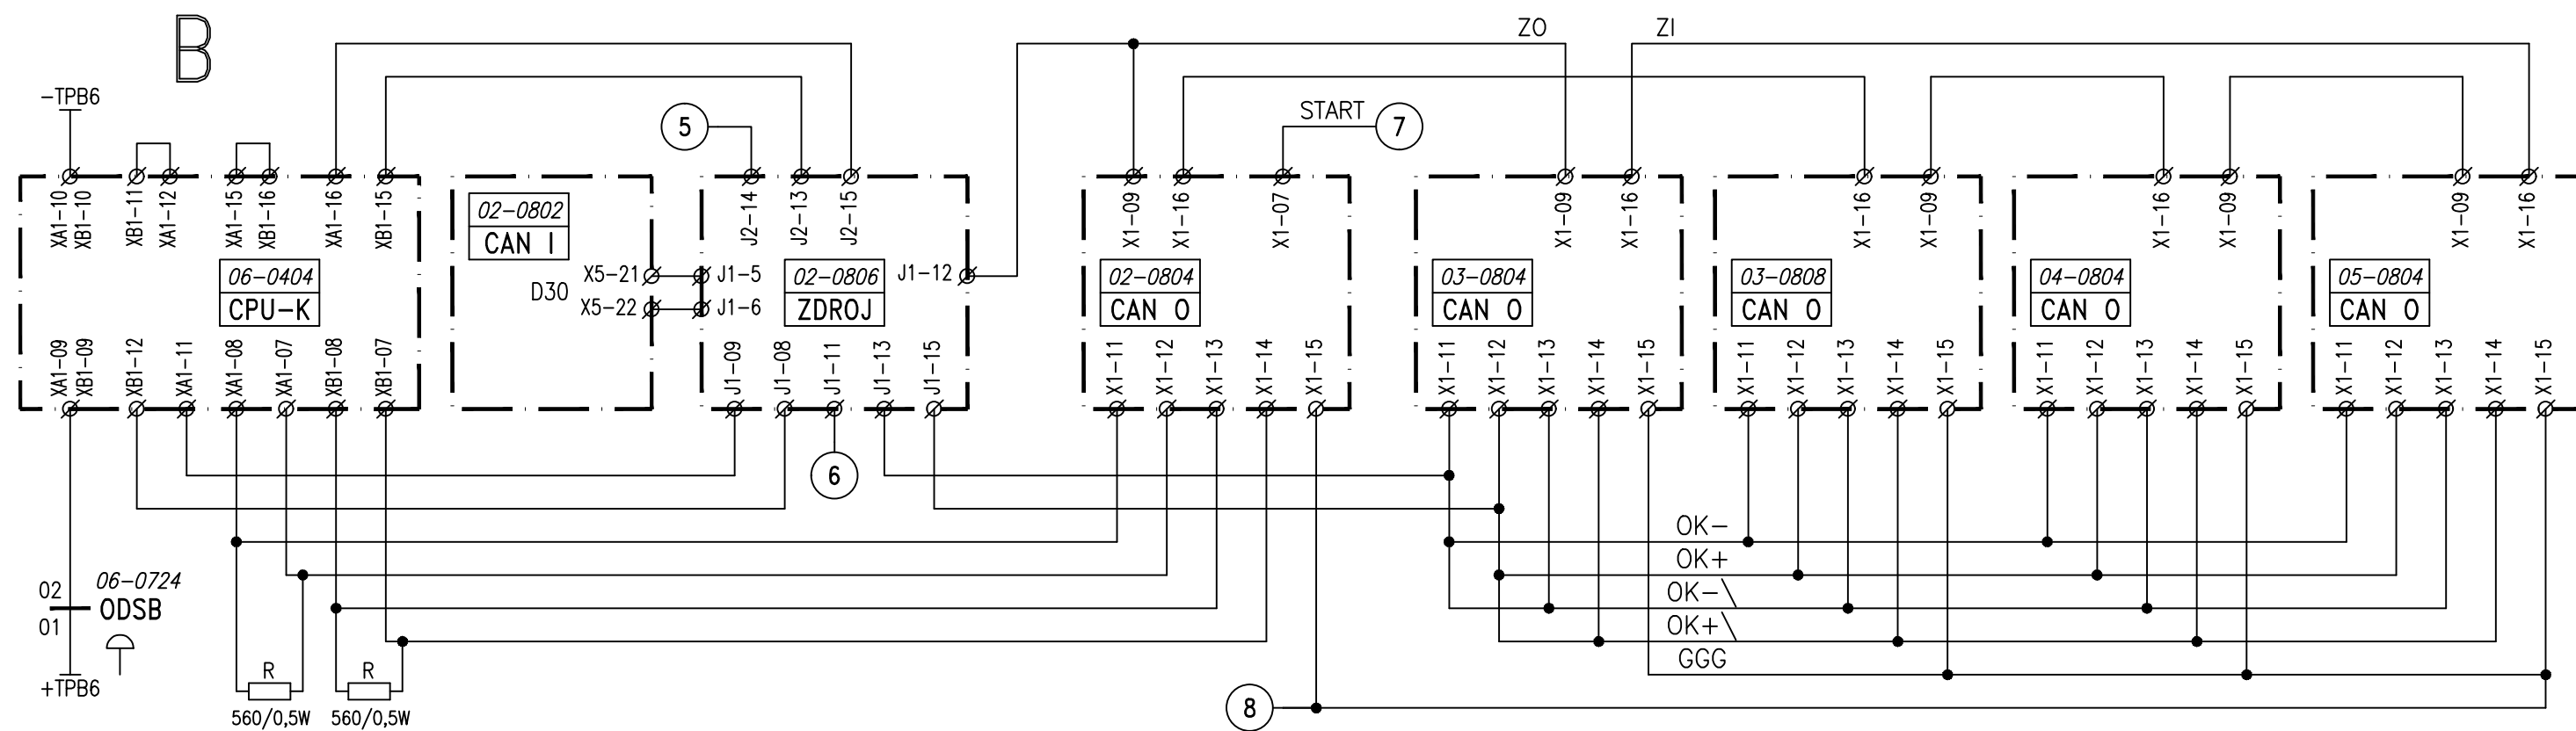 B
ZO
ZI
-TPB6
START
5
7
XA1-10
XB1-10
XB1-11
XA1-12
XA1-15
XB1-16
XA1-16
XB1-15
J2-14
J2-13
J2-15
X1-09
X1-16
X1-07
X1-09
X1-16
X1-16
X1-09
X1-16
X1-09
X1-09
X1-16
06-0404
CPU-K
02-0802
CAN I
D30
X5-21
X5-22
J1-5
J1-6
02-0806
ZDROJ
J1-12
02-0804
CAN O
03-0804
CAN O
03-0808
CAN O
04-0804
CAN O
05-0804
CAN O
XA1-09
XB1-09
XB1-12
XA1-11
XA1-08
XA1-07
XB1-08
XB1-07
J1-09
J1-08
J1-11
J1-13
J1-15
X1-11
X1-12
X1-13
X1-14
X1-15
X1-11
X1-12
X1-13
X1-14
X1-15
X1-11
X1-12
X1-13
X1-14
X1-15
X1-11
X1-12
X1-13
X1-14
X1-15
X1-11
X1-12
X1-13
X1-14
X1-15
6
OK-
OK+
OK-\
OK+\
GGG
02
01
06-0724
ODSB
+TPB6
R
560/0,5W
R
560/0,5W
8